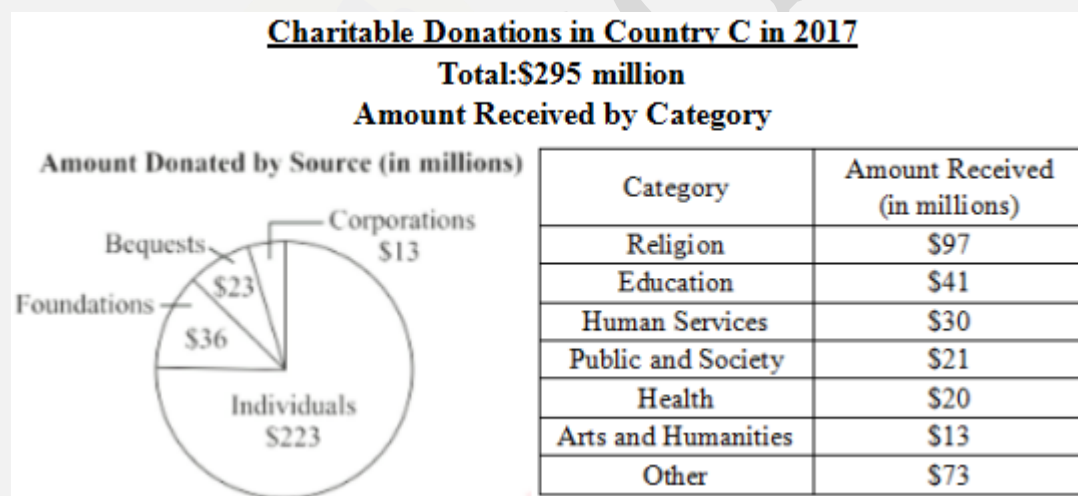 Charitable Donations in Country C in 2017
Total:$295 million
Amount Received by Category
Amount Donated by Source (in millions)
Corporations
$13
Bequests
$23
Foundations
$36
Individuals
$223
Category
Amount Received
(in millions)
Religion $97
Education $41
Human Services $30
Public and Society $21
Health $20
Arts and Humanities $13
Other $73